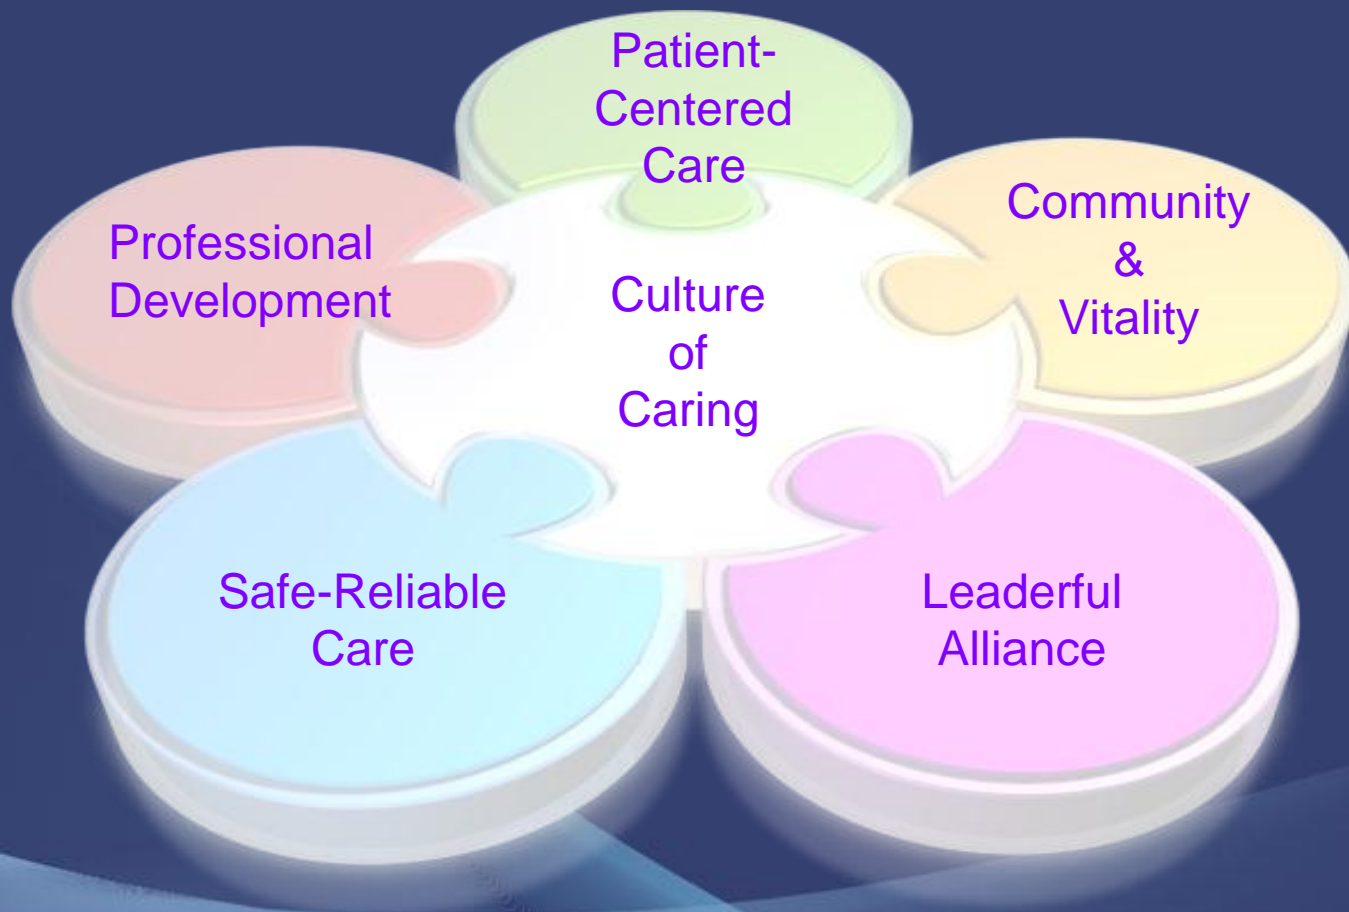 Patient-
Centered
Care
Community
&
Vitality
Professional
Development
Culture
of
Caring
Safe-Reliable
Care
Leaderful
Alliance